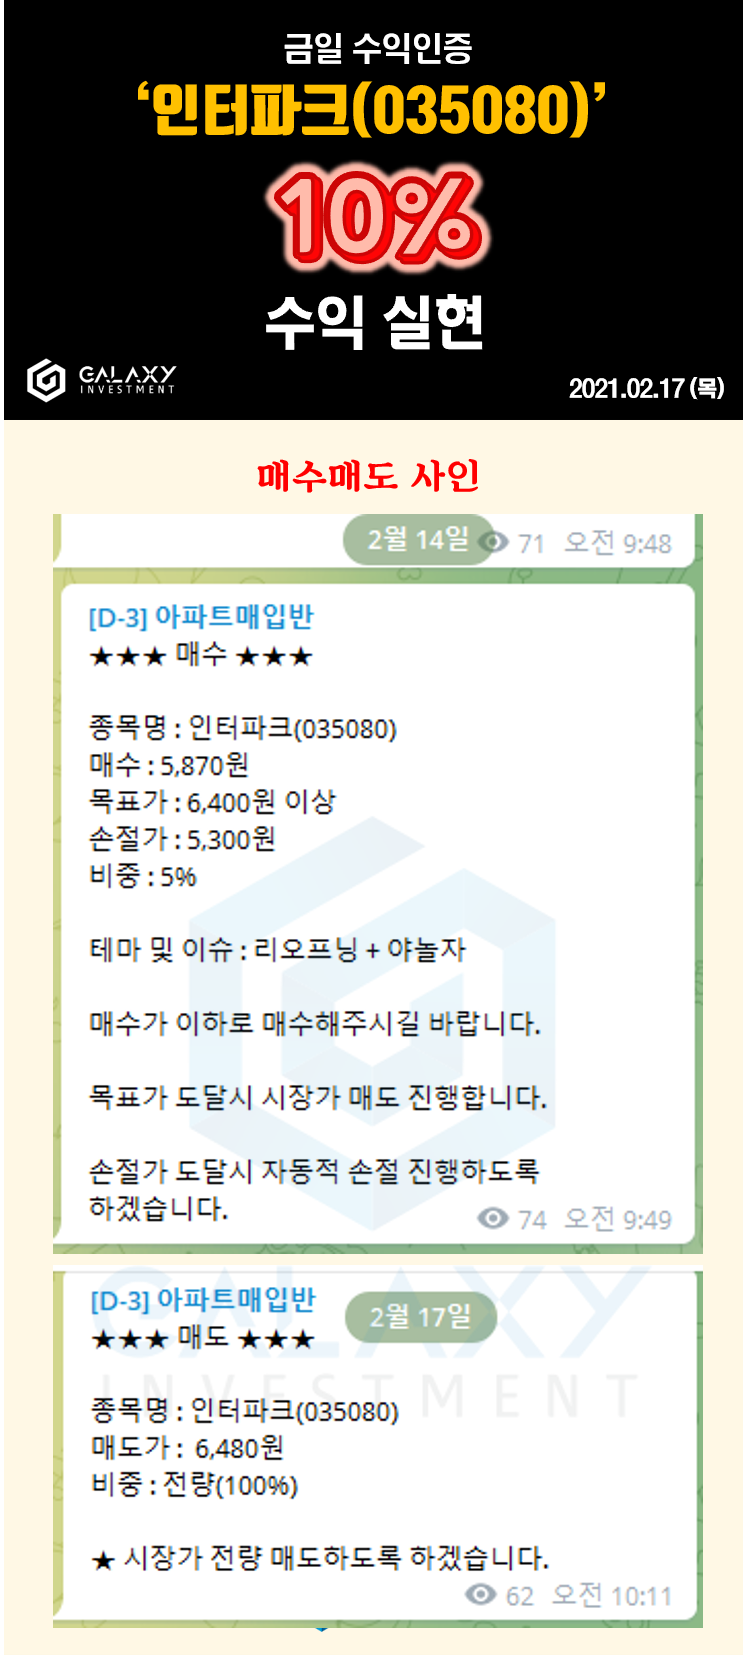 금일 수익인증
‘인터파크(035080)’
10%
수익 실현
GALAXY
INVESTMENT
2021.02.17 (목)
매수매도 사인
2월 14일
71 오전 9:48
[D-3] 아파트매입반
★★★ 매수 ★★★
종목명 : 인터파크(035080)
매수 : 5,870원
목표가 : 6,400원 이상
손절가 : 5,300원
비중 : 5%
테마 및 이슈 : 리오프닝 + 야놀자
매수가 이하로 매수해주시길 바랍니다.
목표가 도달시 시장가 매도 진행합니다.
손절가 도달시 자동적 손절 진행하도록
하겠습니다.
74 오전 9:49
GALAXY
INVESTMENT
[D-3] 아파트매입반
2월 17일
★★★ 매도 ★★★
종목명 : 인터파크(035080)
매도가 : 6,480원
비중 : 전량(100%)
★ 시장가 전량 매도하도록 하겠습니다.
62 오전 10:11